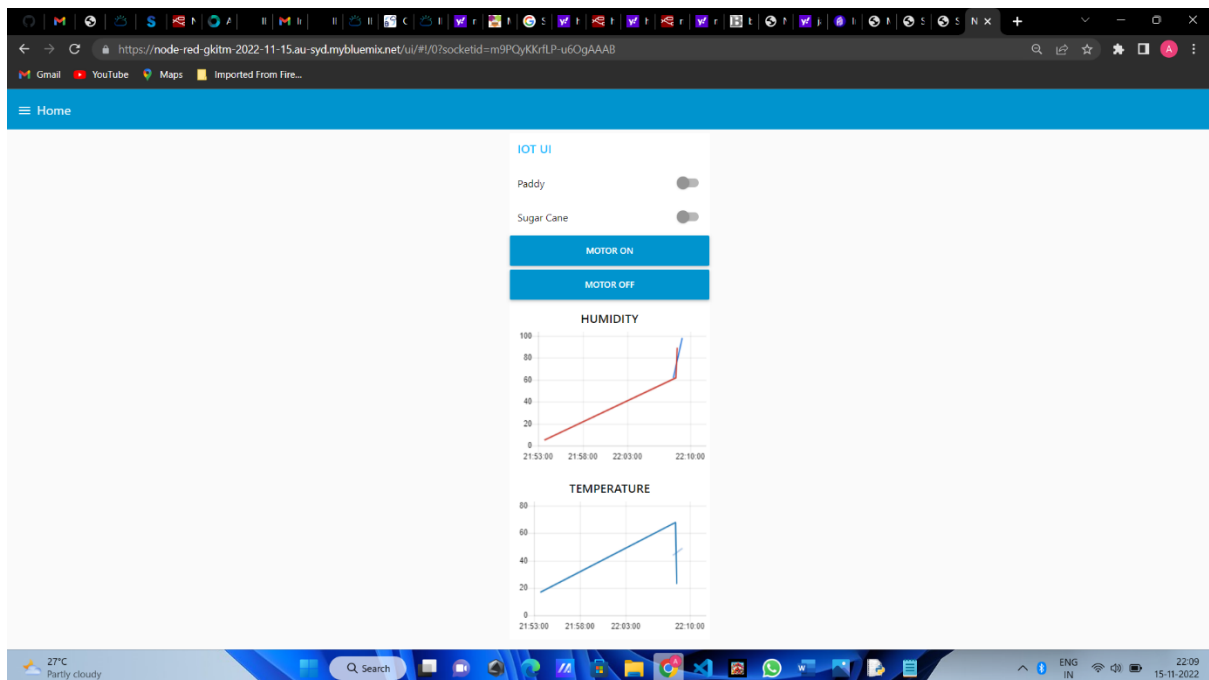 https://node-red-gkitm-2022-11-15.au-syd.mybluemix.net/ui/#!/0?socketid=m9PQyKKrfLP-u6OgAAAB
Gmail YouTube Maps Imported From Fire...
Home
IOT UI
Paddy
Sugar Cane
MOTOR ON
MOTOR OFF
HUMIDITY
100
80
60
40
20
0
21:53:00 21:58:00 22:03:00 22:10:00
TEMPERATURE
80
60
40
20
0
21:53:00 21:58:00 22:03:00 22:10:00
27°C
Partly cloudy
Search
ENG
IN
22:09
15-11-2022